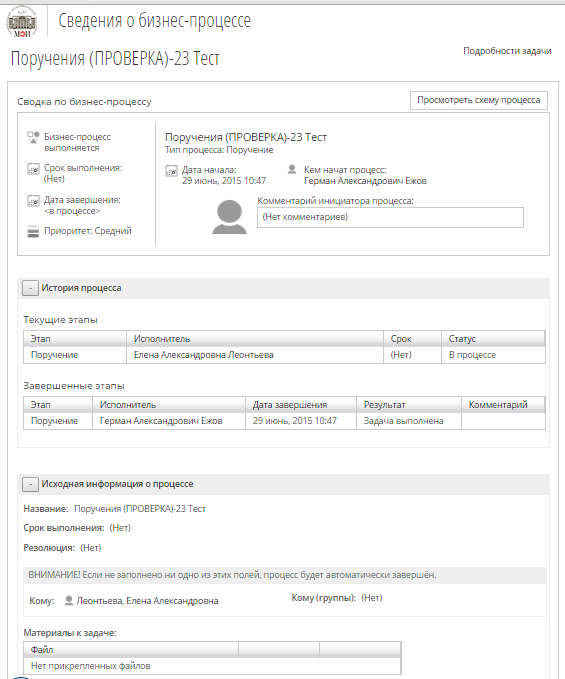 МЭИ
Сведения о бизнес-процессе
Поручения (ПРОВЕРКА)-23 Тест
Подробности задачи
Сводка по бизнес-процессу
Просмотреть схему процесса
Бизнес-процесс
выполняется
Срок выполнения:
(Нет)
Дата завершения:
<в процессе>
Приоритет: Средний
Поручения (ПРОВЕРКА)-23 Тест
Тип процесса: Поручение
Дата начала:
29 июнь, 2015 10:47
Кем начат процесс:
Герман Александрович Ежов
Комментарий инициатора процесса:
(Нет комментариев)
- История процесса
Текущие этапы
Этап Исполнитель Срок Статус
Поручение Елена Александровна Леонтьева (Нет) В процессе
Завершенные этапы
Этап Исполнитель Дата завершения Результат Комментарий
Поручение Герман Александрович Ежов 29 июнь, 2015 10:47 Задача выполнена
- Исходная информация о процессе
Название: Поручения (ПРОВЕРКА)-23 Тест
Срок выполнения: (Нет)
Резолюция: (Нет)
ВНИМАНИЕ! Если не заполнено ни одно из этих полей, процесс будет автоматически завершён.
Кому: Леонтьева, Елена Александровна Кому (группы): (Нет)
Материалы к задаче:
Файл
Нет прикрепленных файлов